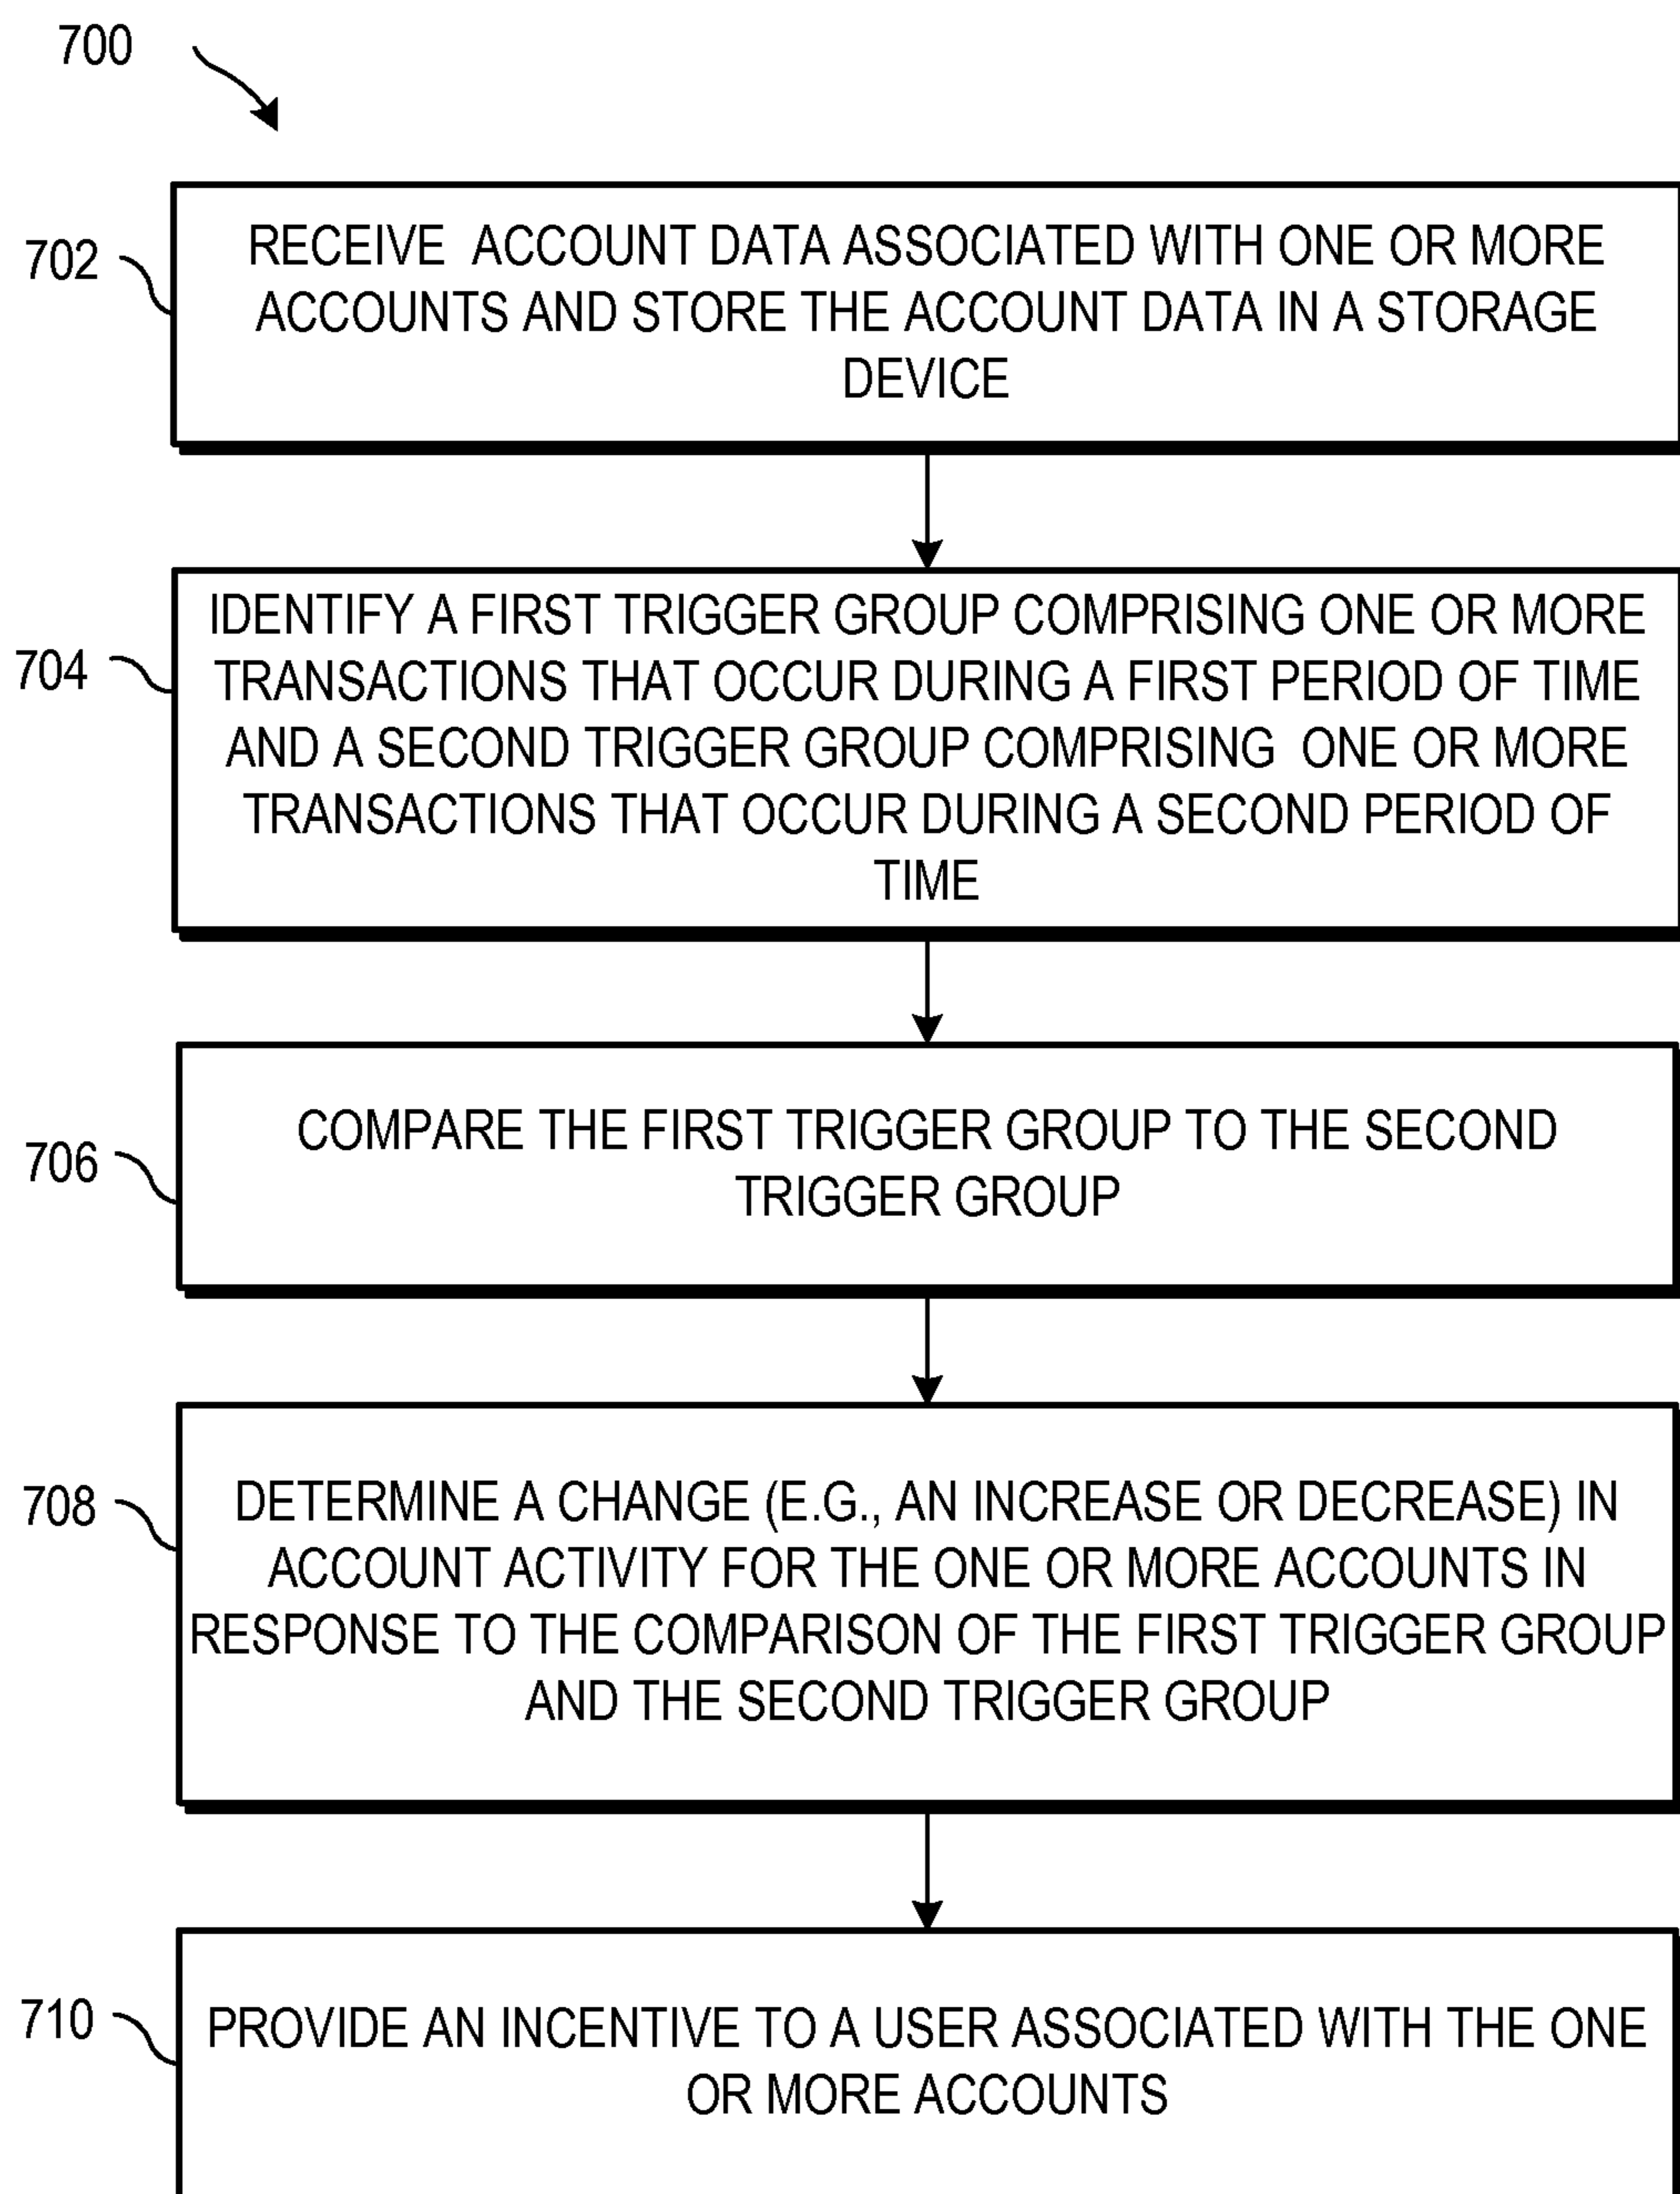 700
702
RECEIVE ACCOUNT DATA ASSOCIATED WITH ONE OR MORE
ACCOUNTS AND STORE THE ACCOUNT DATA IN A STORAGE
DEVICE
704
IDENTIFY A FIRST TRIGGER GROUP COMPRISING ONE OR MORE
TRANSACTIONS THAT OCCUR DURING A FIRST PERIOD OF TIME
AND A SECOND TRIGGER GROUP COMPRISING ONE OR MORE
TRANSACTIONS THAT OCCUR DURING A SECOND PERIOD OF
TIME
706
COMPARE THE FIRST TRIGGER GROUP TO THE SECOND
TRIGGER GROUP
708
DETERMINE A CHANGE (E.G., AN INCREASE OR DECREASE) IN
ACCOUNT ACTIVITY FOR THE ONE OR MORE ACCOUNTS IN
RESPONSE TO THE COMPARISON OF THE FIRST TRIGGER GROUP
AND THE SECOND TRIGGER GROUP
710
PROVIDE AN INCENTIVE TO A USER ASSOCIATED WITH THE ONE
OR MORE ACCOUNTS